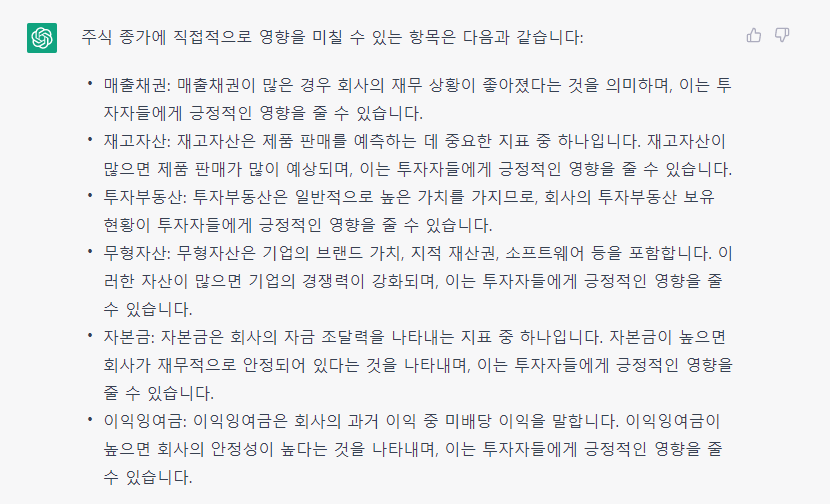 주식 종가에 직접적으로 영향을 미칠 수 있는 항목은 다음과 같습니다:
• 매출채권: 매출채권이 많은 경우 회사의 재무 상황이 좋아졌다는 것을 의미하며, 이는 투
자자들에게 긍정적인 영향을 줄 수 있습니다.
• 재고자산: 재고자산은 제품 판매를 예측하는 데 중요한 지표 중 하나입니다. 재고자산이
많으면 제품 판매가 많이 예상되며, 이는 투자자들에게 긍정적인 영향을 줄 수 있습니다.
• 투자부동산: 투자부동산은 일반적으로 높은 가치를 가지므로, 회사의 투자부동산 보유
현황이 투자자들에게 긍정적인 영향을 줄 수 있습니다.
• 무형자산: 무형자산은 기업의 브랜드 가치, 지적 재산권, 소프트웨어 등을 포함합니다. 이
러한 자산이 많으면 기업의 경쟁력이 강화되며, 이는 투자자들에게 긍정적인 영향을 줄
수 있습니다.
• 자본금: 자본금은 회사의 자금 조달력을 나타내는 지표 중 하나입니다. 자본금이 높으면
회사가 재무적으로 안정되어 있다는 것을 나타내며, 이는 투자자들에게 긍정적인 영향을
줄 수 있습니다.
• 이익잉여금: 이익잉여금은 회사의 과거 이익 중 미배당 이익을 말합니다. 이익잉여금이
높으면 회사의 안정성이 높다는 것을 나타내며, 이는 투자자들에게 긍정적인 영향을 줄
수 있습니다.